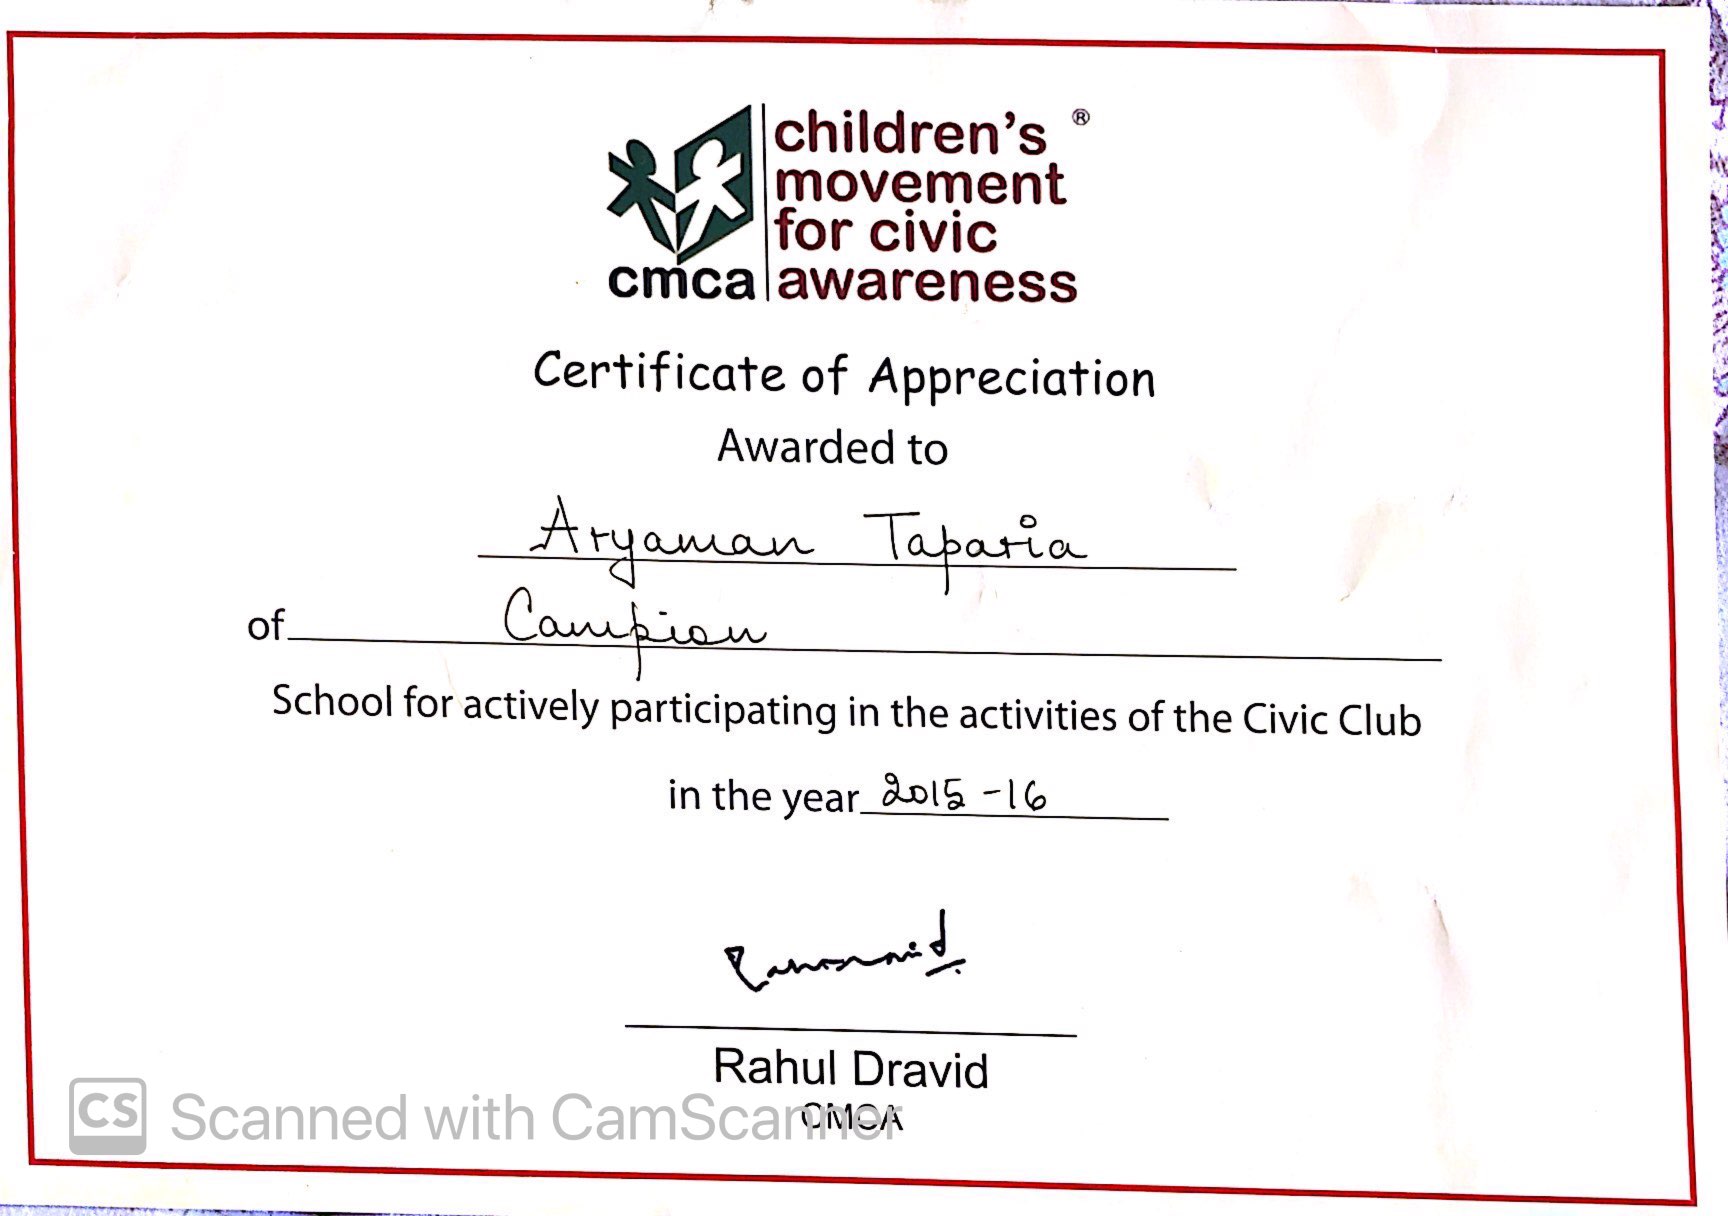 children's ®
movement
for civic
cmca awareness
Certificate of Appreciation
Awarded to
Aryaman Taparia
of Campion
School for actively participating in the activities of the Civic Club
in the year 2015-16
Rahul Dravid
CMCA
CS Scanned with CamScanner